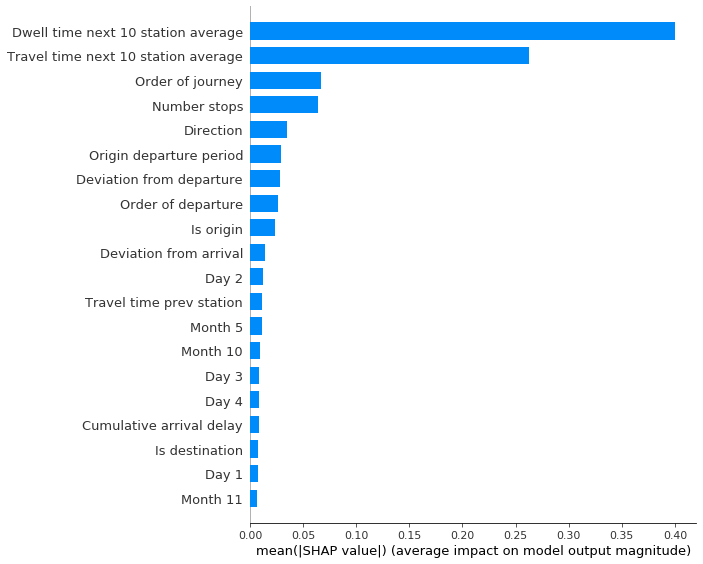 Dwell time next 10 station average
Travel time next 10 station average
Order of journey
Number stops
Direction
Origin departure period
Deviation from departure
Order of departure
Is origin
Deviation from arrival
Day 2
Travel time prev station
Month 5
Month 10
Day 3
Day 4
Cumulative arrival delay
Is destination
Day 1
Month 11
0.00 0.05 0.10 0.15 0.20 0.25 0.30 0.35 0.40
mean(|SHAP value|) (average impact on model output magnitude)